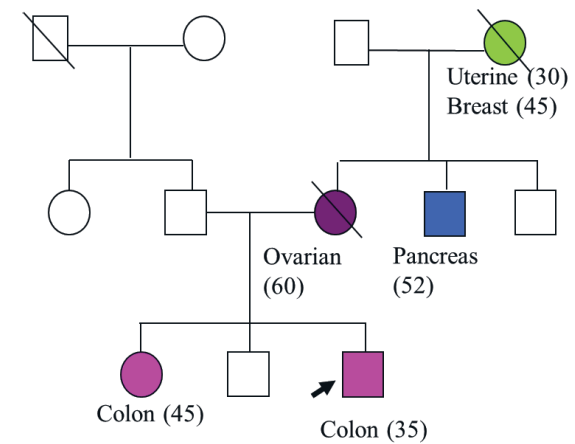 Uterine (30)
Breast (45)
Ovarian
(60)
Pancreas
(52)
Colon (45)
Colon (35)